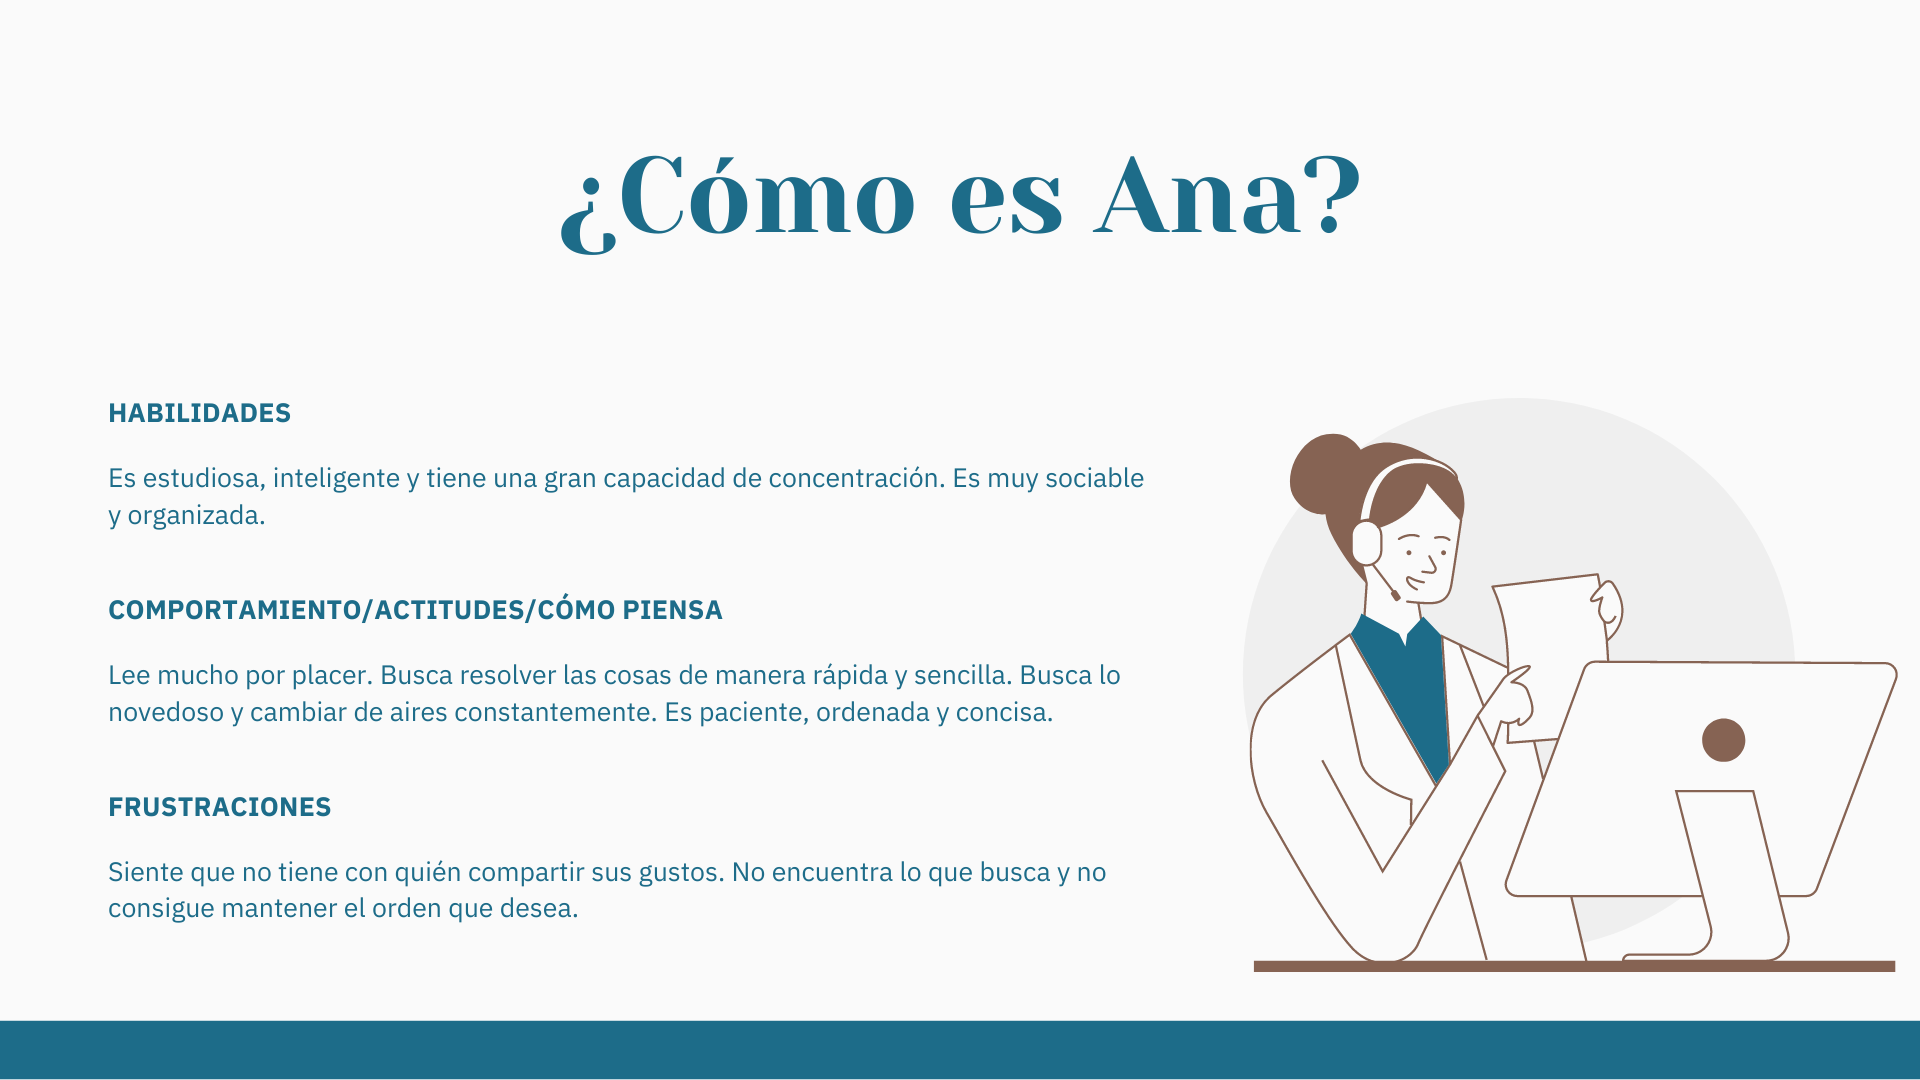 ¿Cómo es Ana?
HABILIDADES
Es estudiosa, inteligente y tiene una gran capacidad de concentración. Es muy sociable
y organizada.
COMPORTAMIENTO/ACTITUDES/CÓMO PIENSA
Lee mucho por placer. Busca resolver las cosas de manera rápida y sencilla. Busca lo
novedoso y cambiar de aires constantemente. Es paciente, ordenada y concisa.
FRUSTRACIONES
Siente que no tiene con quién compartir sus gustos. No encuentra lo que busca y no
consigue mantener el orden que desea.